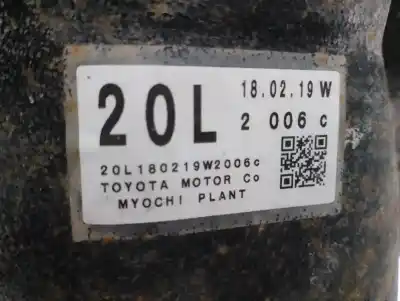 20L 18.02.19 W
2 006 c
20L180219W2006c
TOYOTA MOTOR Co
MYOCHI PLANT